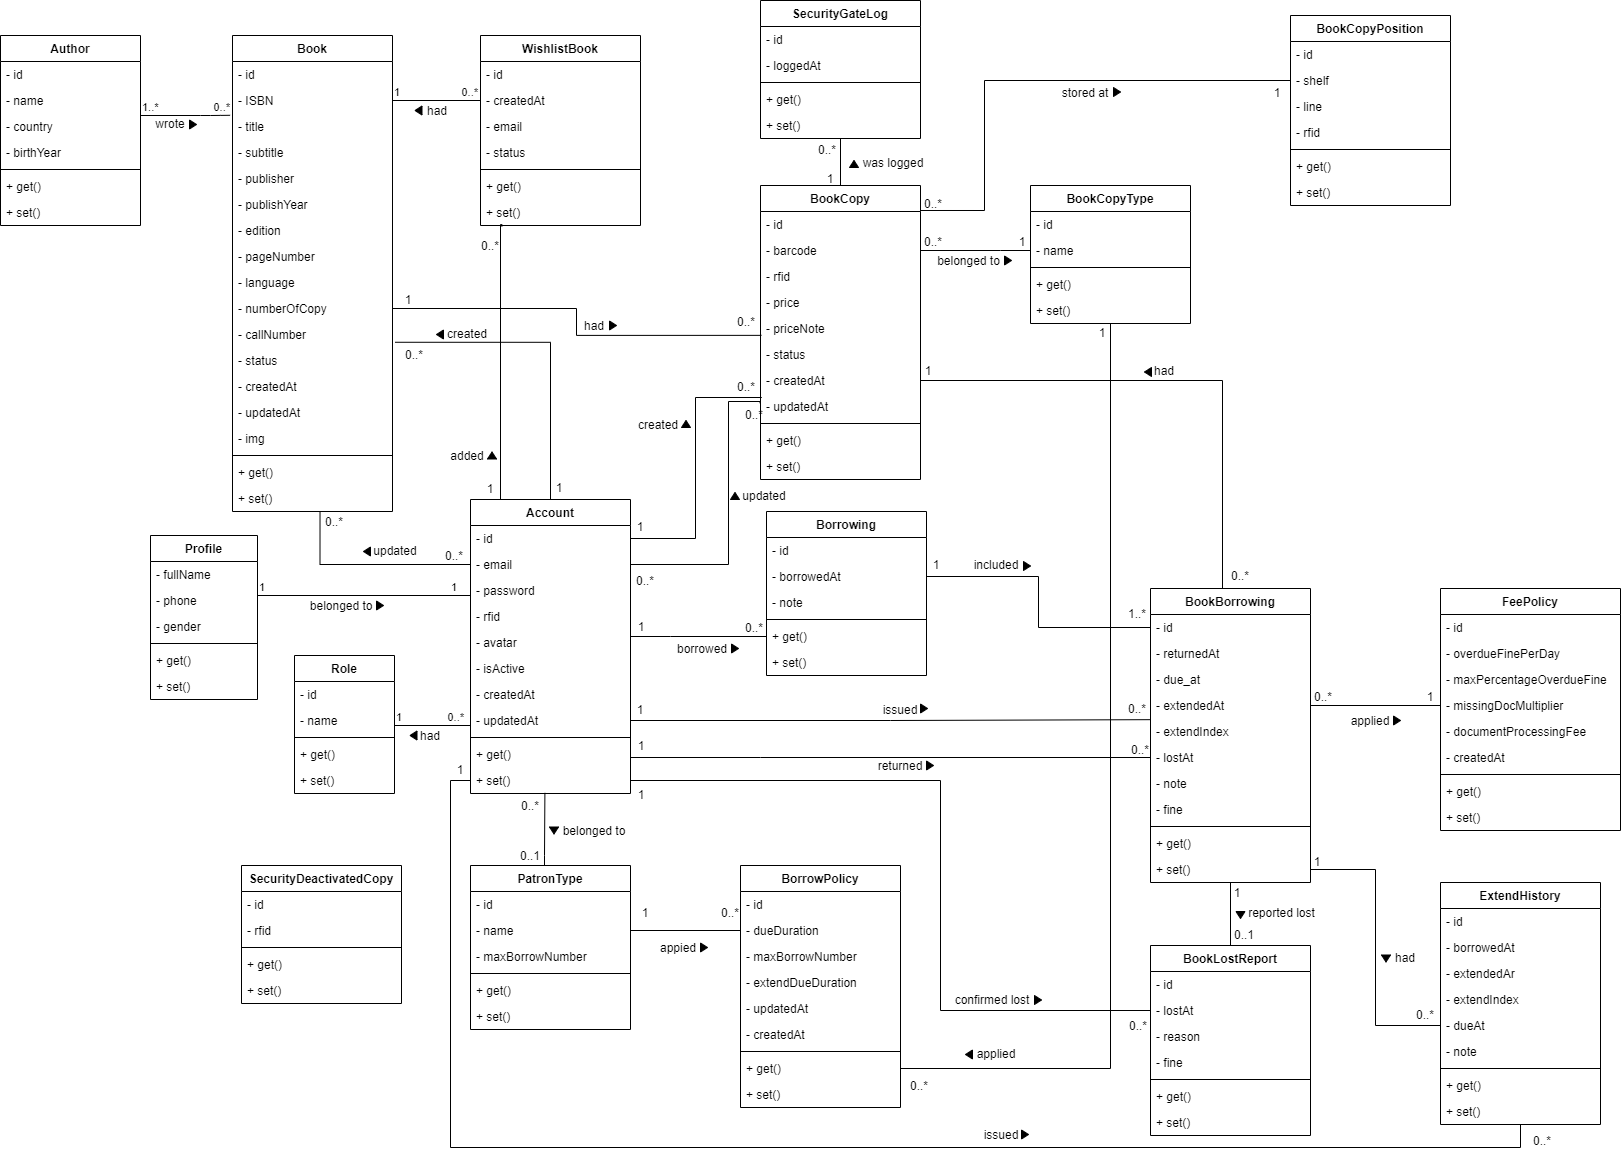 SecurityGateLog
- id
- loggedAt
+ get()
+ set()
BookCopyPosition
- id
- shelf
- line
- rfid
+ get()
+ set()
Author
- id
- name
- country
- birthYear
+ get()
+ set()
1..*
0..*
wrote
Book
- id
- ISBN
- title
- subtitle
- publisher
- publishYear
- edition
- pageNumber
- language
- numberOfCopy
- callNumber
- status
- createdAt
- updatedAt
- img
+ get()
+ set()
1
0..*
had
WishlistBook
- id
- createdAt
- email
- status
+ get()
+ set()
0..*
stored at
1
0..*
was logged
1
BookCopy
- id
- barcode
- rfid
- price
- priceNote
- status
- createdAt
- updatedAt
+ get()
+ set()
0..*
0..*
1
belonged to
BookCopyType
- id
- name
+ get()
+ set()
1
1
had
0..*
created
0..*
1
had
0..*
0..*
created
0..
updated
added
1
1
0..*
updated
0..*
Profile
- fullName
- phone
- gender
+ get()
+ set()
1
1
belonged to
Account
- id
- email
- password
- rfid
- avatar
- isActive
- createdAt
- updatedAt
+ get()
+ set()
1
0..*
1
0..*
borrowed
Borrowing
- id
- borrowedAt
- note
+ get()
+ set()
1
included
1..*
BookBorrowing
- id
- returnedAt
- due_at
- extendedAt
- extendIndex
- lostAt
- note
- fine
+ get()
+ set()
FeePolicy
- id
- overdueFinePerDay
- maxPercentageOverdueFine
- missingDocMultiplier
- documentProcessingFee
- createdAt
+ get()
+ set()
0..*
1
applied
Role
- id
- name
+ get()
+ set()
1
0..*
had
1
issued
0..*
1
returned
0..*
1
1
0..*
belonged to
0..1
SecurityDeactivatedCopy
- id
- rfid
+ get()
+ set()
PatronType
- id
- name
- maxBorrowNumber
+ get()
+ set()
1
0..*
appied
BorrowPolicy
- id
- dueDuration
- maxBorrowNumber
- extendDueDuration
- updatedAt
- createdAt
+ get()
+ set()
confirmed lost
0..*
applied
0..*
1
reported lost
0..1
BookLostReport
- id
- lostAt
- reason
- fine
+ get()
+ set()
1
had
0..*
ExtendHistory
- id
- borrowedAt
- extendedAr
- extendIndex
- dueAt
- note
+ get()
+ set()
issued
0..*